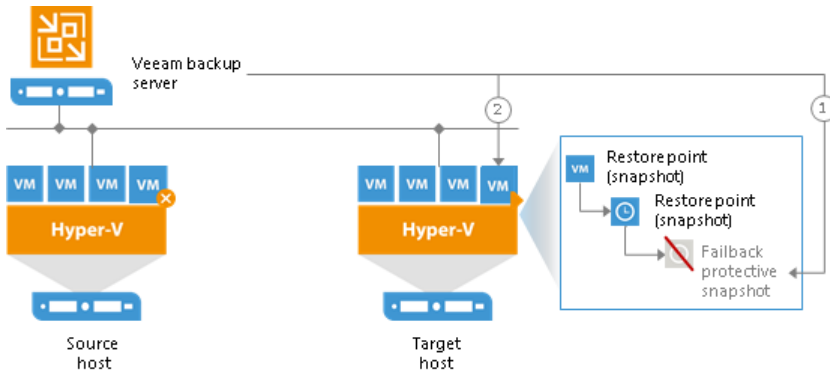 Veeam backup
server
2
1
VM
VM
VM
VM
Hyper-V
VM
VM
VM
VM
Hyper-V
VM
Restore point
(snapshot)
Restore point
(snapshot)
Failback
protective
snapshot
Source
host
Target
host